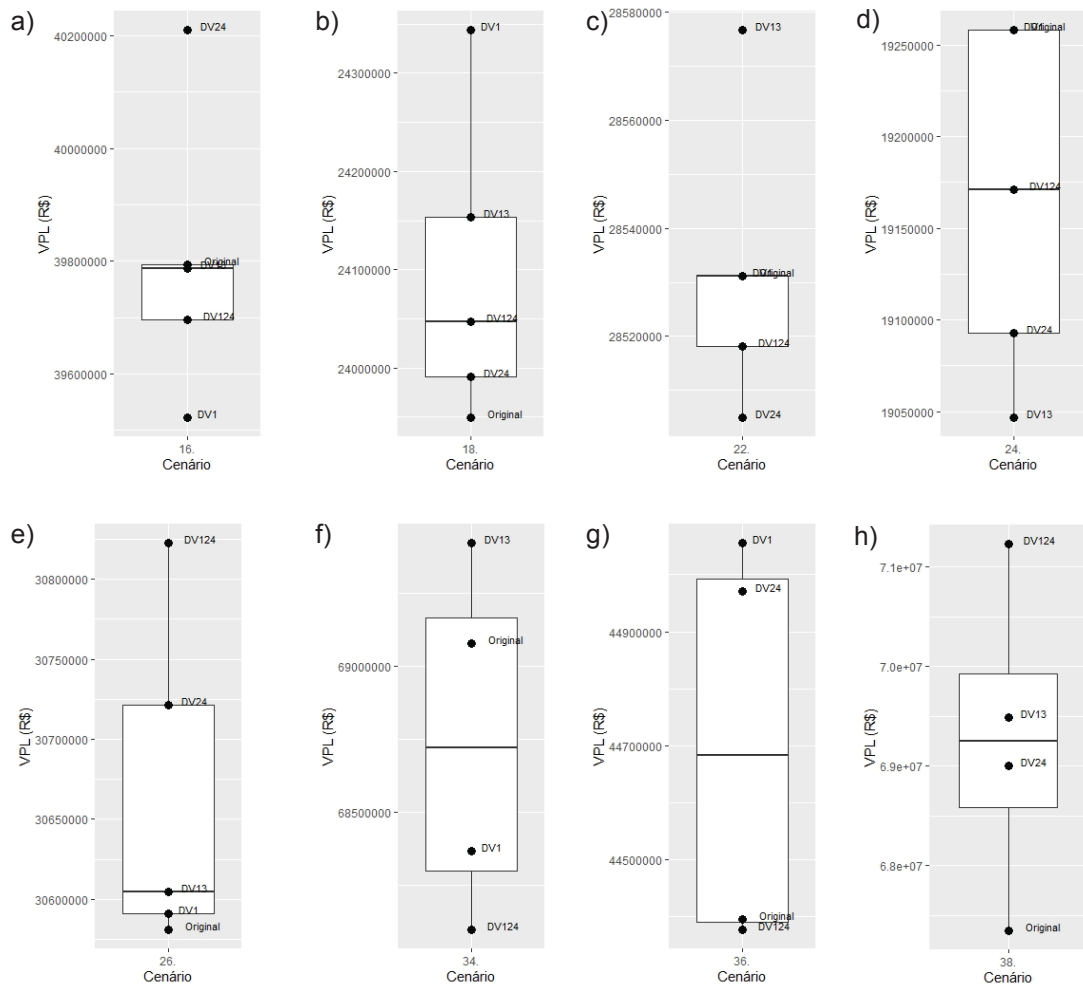 a)
VPL (R$)
40200000
40000000
39800000
39600000
DV24
Original
DV124
DV1
16.
Cenário
b)
VPL (R$)
24300000
24200000
24100000
24000000
DV1
DV13
DV124
DV24
Original
18.
Cenário
c)
VPL (R$)
28580000
28560000
28540000
28520000
DV13
Original
DV124
DV24
22.
Cenário
d)
VPL (R$)
19250000
19200000
19150000
19100000
19050000
Original
DV124
DV24
DV13
24.
Cenário
e)
VPL (R$)
30800000
30750000
30700000
30650000
30600000
DV124
DV24
DV13
DV1
Original
26.
Cenário
f)
VPL (R$)
69000000
68500000
DV13
Original
DV1
DV124
34.
Cenário
g)
VPL (R$)
44900000
44700000
44500000
DV1
DV24
Original
DV124
36.
Cenário
h)
VPL (R$)
7.1e+07
7.0e+07
6.9e+07
6.8e+07
DV124
DV13
DV24
Original
38.
Cenário